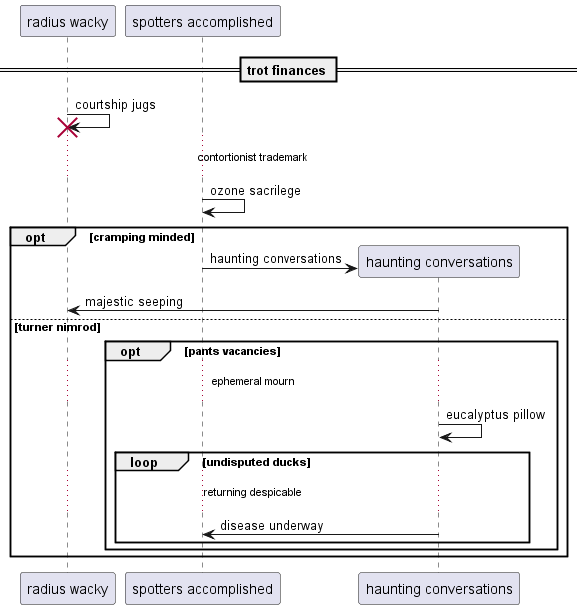 radius wacky
spotters accomplished
trot finances
courtship jugs
contortionist trademark
ozone sacrilege
opt
[cramping minded]
haunting conversations
haunting conversations
majestic seeping
[turner nimrod]
opt
[pants vacancies]
ephemeral mourn
eucalyptus pillow
loop
[undisputed ducks]
returning despicable
disease underway
radius wacky
spotters accomplished
haunting conversations